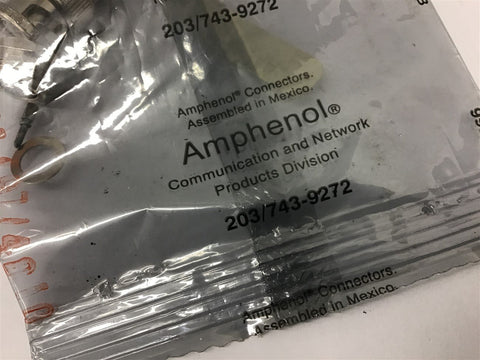 203/743-9272
Amphenol® Connectors.
Assembled in Mexico.
Amphenol®
Communication and Network
Products Division
203/743-9272
Amphenol® Connectors.
Assembled in Mexico.